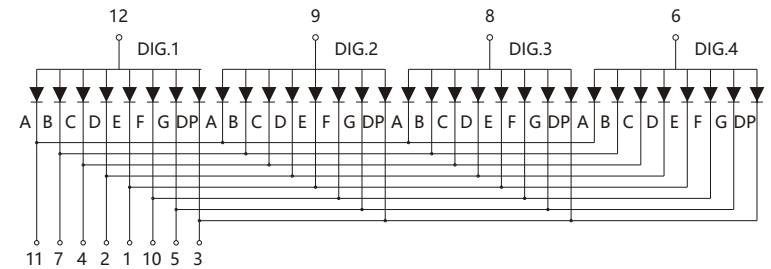 12 9 8 6
DIG.1 DIG.2 DIG.3 DIG.4
A B C D E F G DP A B C D E F G DP A B C D E F G DP A B C D E F G DP
11 7 4 2 1 10 5 3